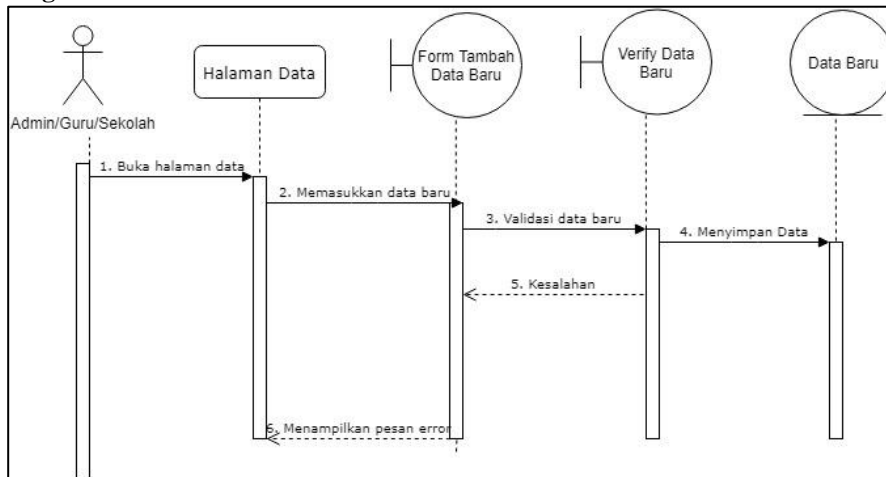 Form Tambah
Data Baru
Verify Data
Baru
Halaman Data
Data Baru
Admin/Guru/Sekolah
1. Buka halaman data
2. Memasukkan data baru
3. Validasi data baru
4. Menyimpan Data
5. Kesalahan
6. Menampilkan pesan error